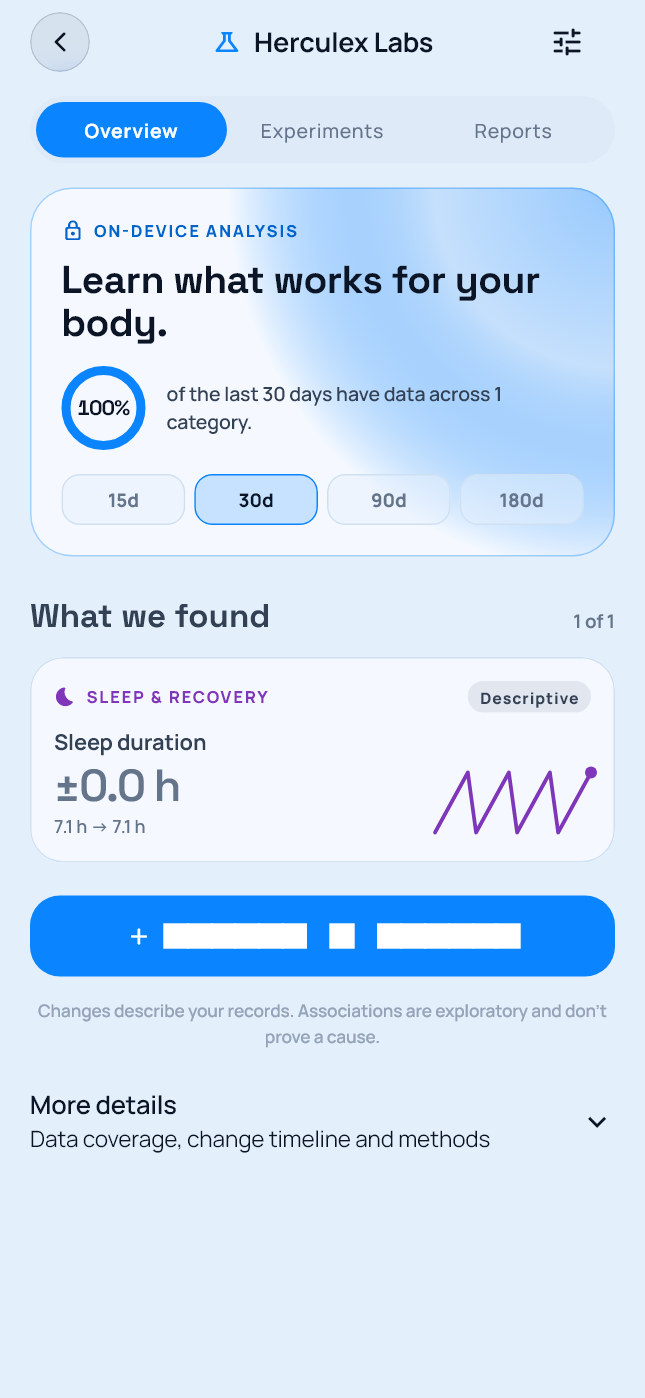 Herculex Labs
Overview Experiments Reports
ON-DEVICE ANALYSIS
Learn what works for your
body.
100%
of the last 30 days have data across 1
category.
15d 30d 90d 180d
What we found
1 of 1
SLEEP & RECOVERY
Descriptive
Sleep duration
±0.0 h
7.1 h → 7.1 h
+
Changes describe your records. Associations are exploratory and don't
prove a cause.
More details
Data coverage, change timeline and methods